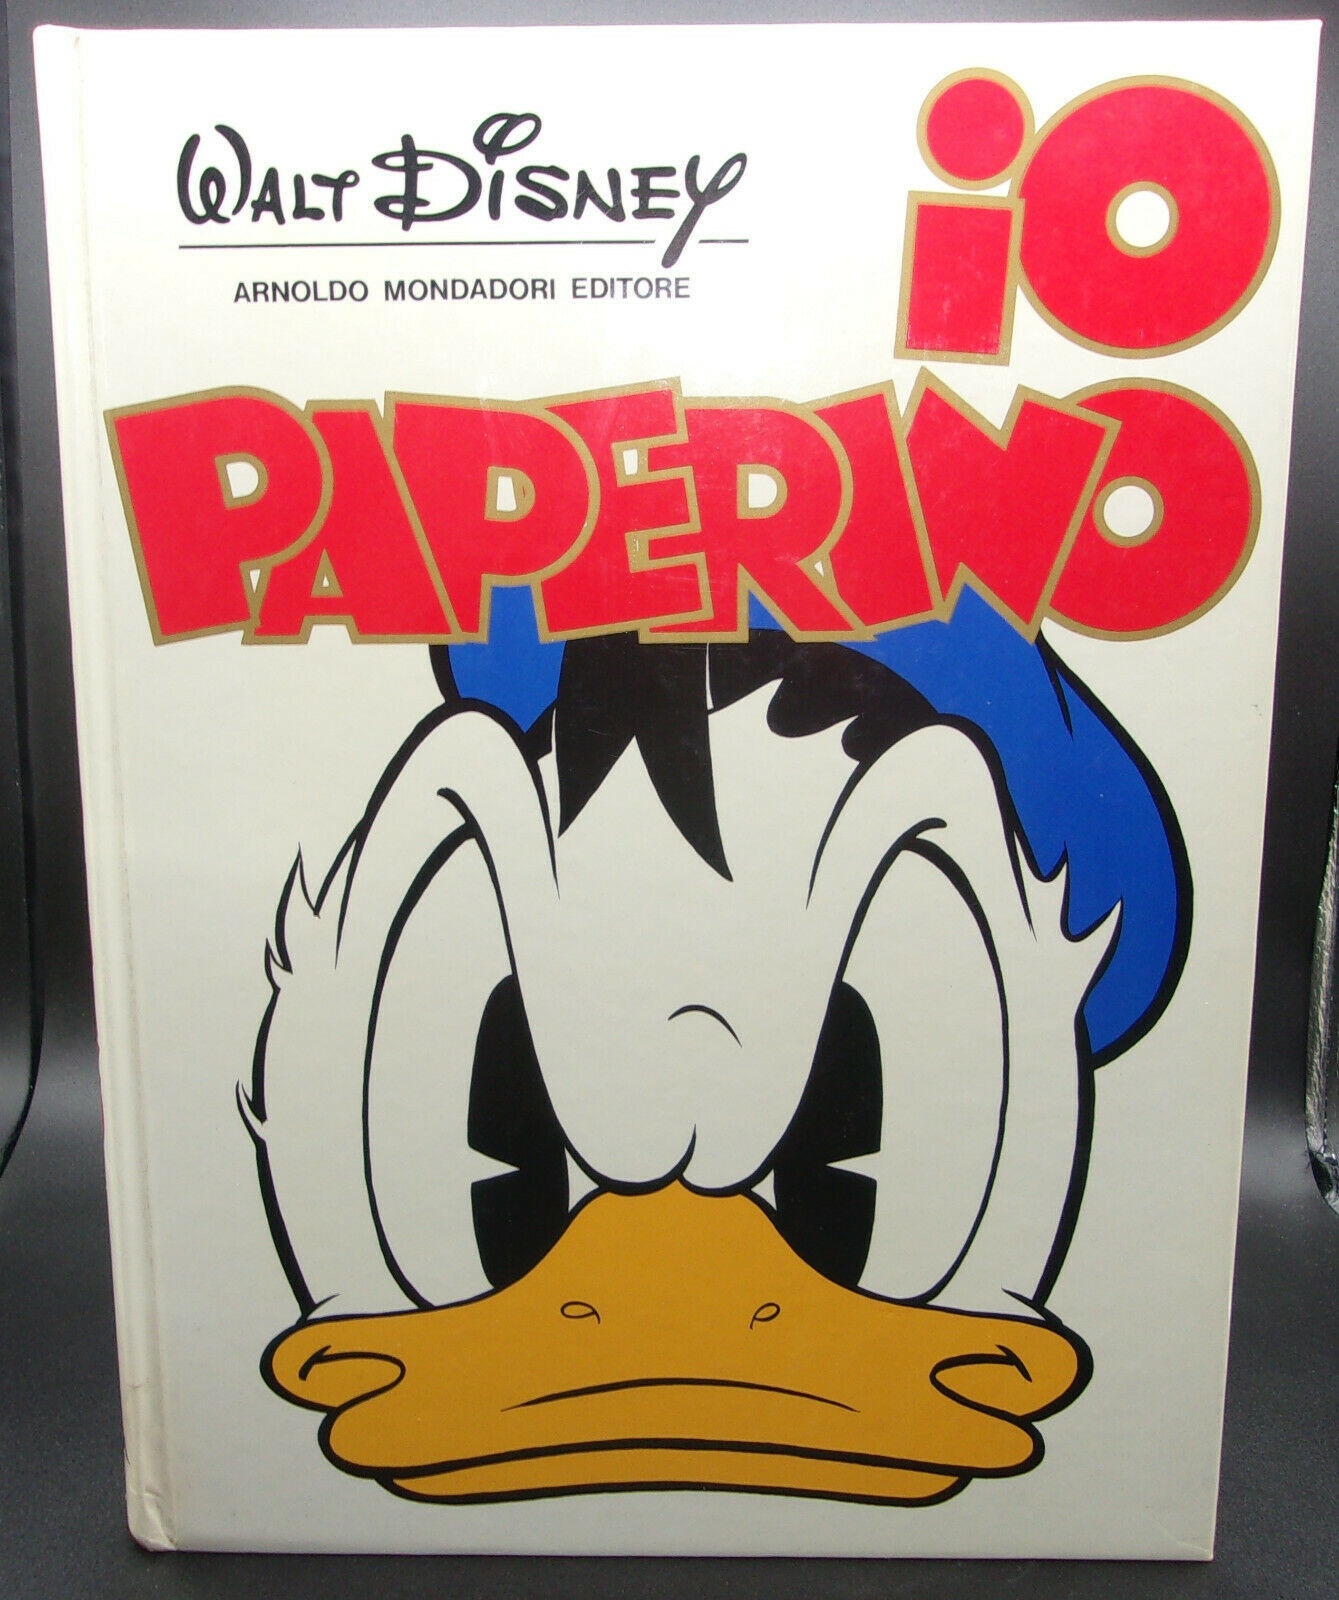 WALT DISNEY
ARNOLDO MONDADORI EDITORE
iO
PAPERINO